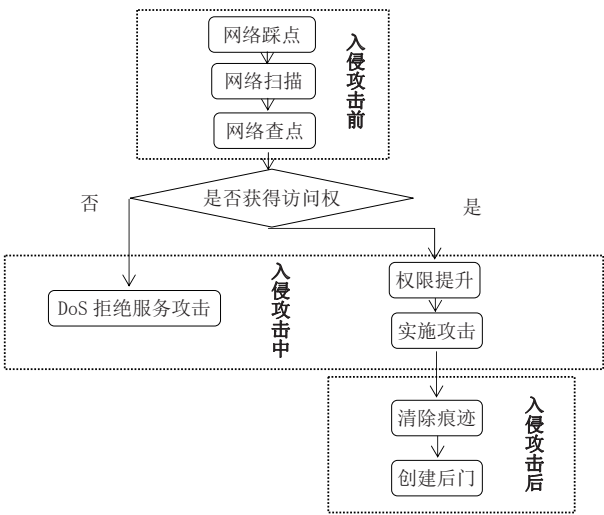 网络踩点
入侵攻击前
网络扫描
网络查点
是否获得访问权
否
是
入侵攻击中
权限提升
DoS 拒绝服务攻击
实施攻击
清除痕迹
入侵攻击后
创建后门